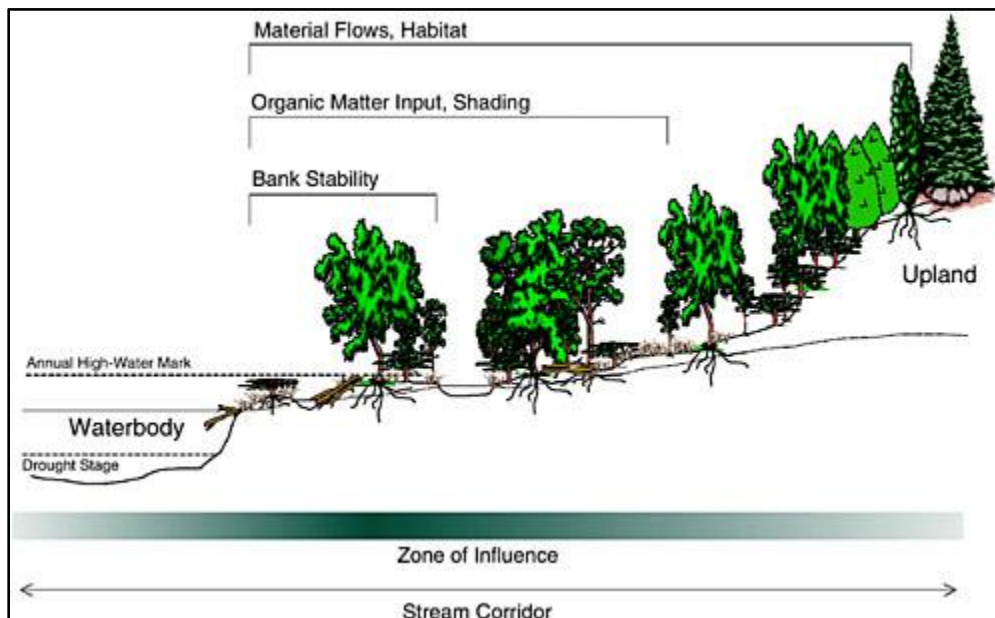 Material Flows, Habitat
Organic Matter Input, Shading
Bank Stability
Upland
Annual High-Water Mark
Waterbody
Drought Stage
Zone of Influence
Stream Corridor